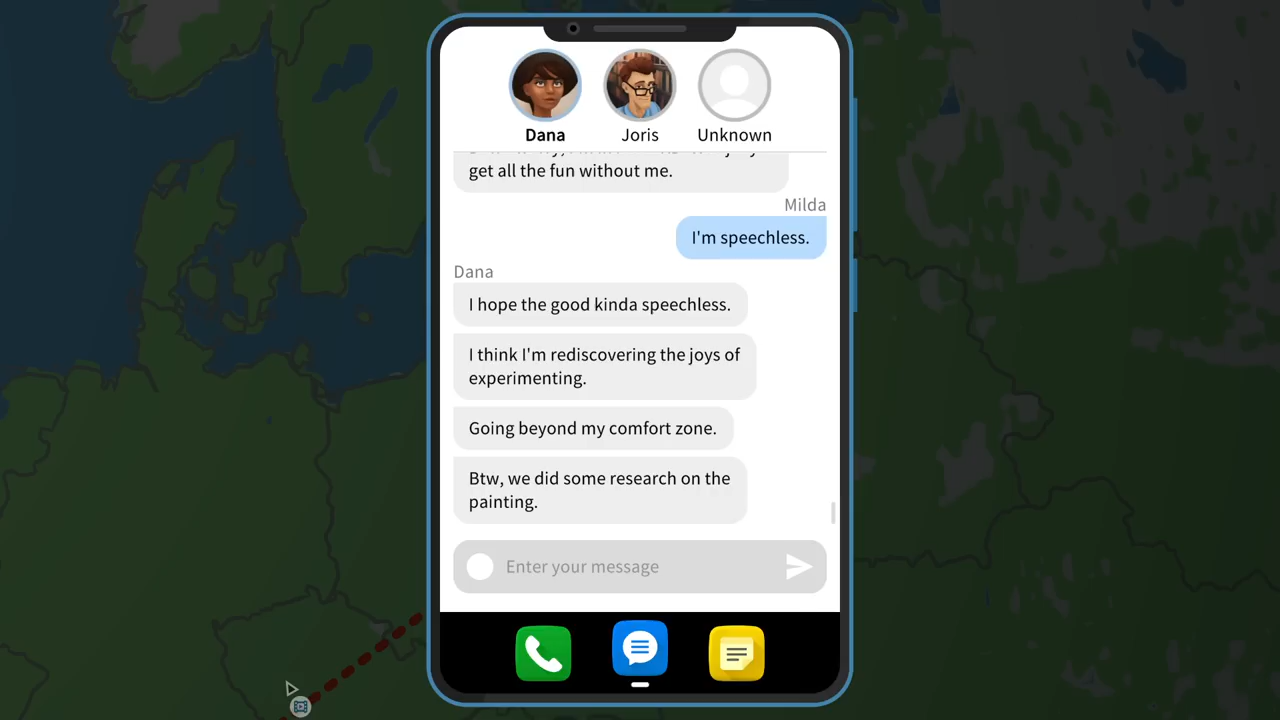 Dana
Joris
Unknown
get all the fun without me.
Milda
I'm speechless.
Dana
I hope the good kinda speechless.
I think I'm rediscovering the joys of
experimenting.
Going beyond my comfort zone.
Btw, we did some research on the
painting.
Enter your message